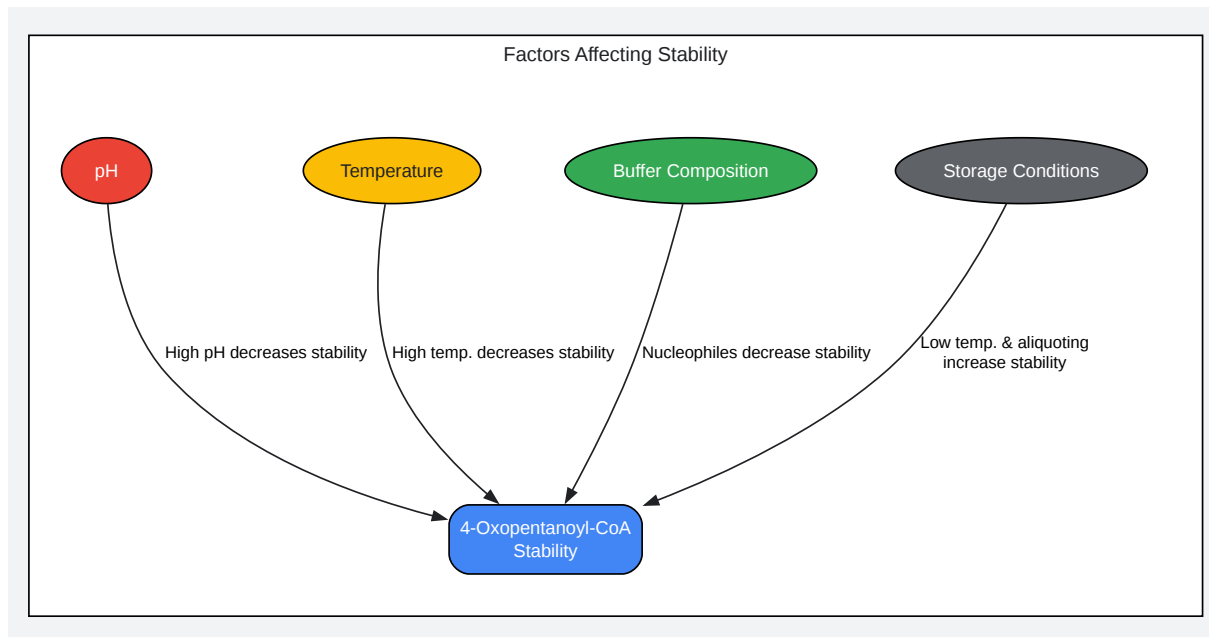 Factors Affecting Stability
pH
Temperature
Buffer Composition
Storage Conditions
High pH decreases stability
High temp. decreases stability
Nucleophiles decrease stability
Low temp. & aliquoting
increase stability
4-Oxopentanoyl-CoA
Stability